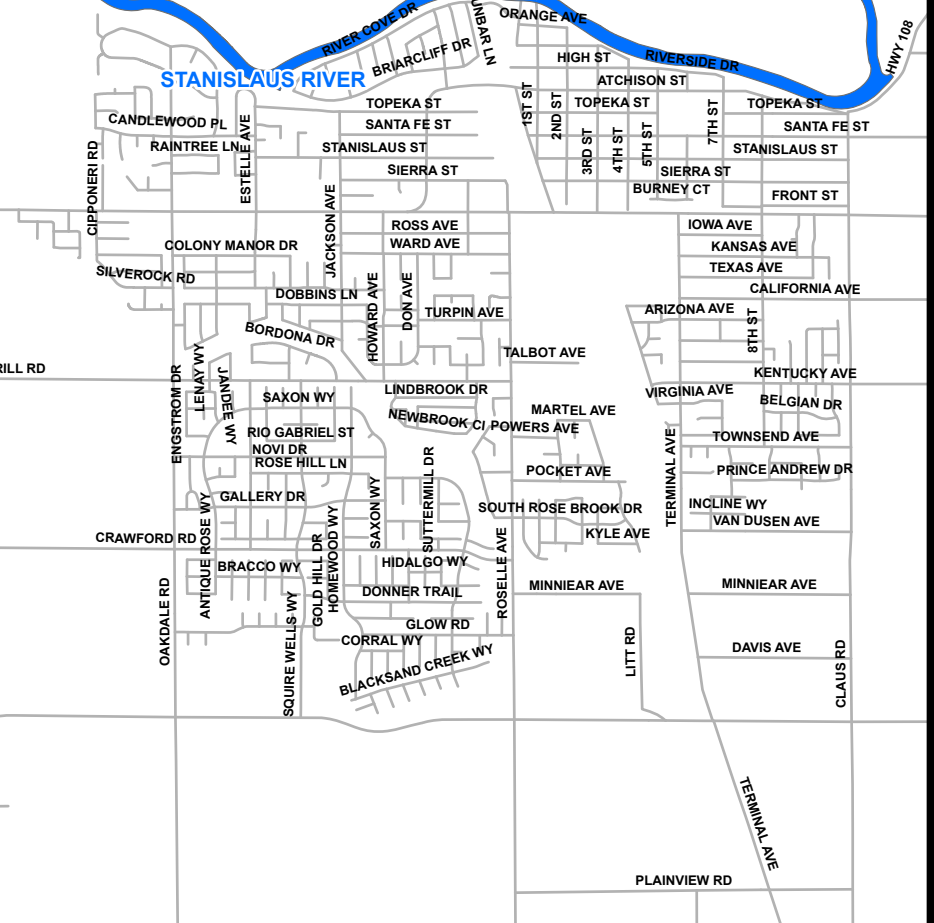 ORANGE AVE
RIVER COVE DR
UNBAR LN
HWY 108
BRIARCLIFF DR
HIGH ST
RIVERSIDE DR
STANISLAUS RIVER
ATCHISON ST
TOPEKA ST
TOPEKA ST
TOPEKA ST
1ST ST
2ND ST
7TH ST
CANDLEWOOD PL
SANTA FE ST
SANTA FE ST
RAINTREE LN
ESTELLE AVE
STANISLAUS ST
3RD ST
4TH ST
5TH ST
STANISLAUS ST
SIERRA ST
SIERRA ST
CIPPONERI RD
BURNEY CT
FRONT ST
JACKSON AVE
ROSS AVE
IOWA AVE
COLONY MANOR DR
WARD AVE
KANSAS AVE
SILVEROCK RD
TEXAS AVE
DOBBINS LN
CALIFORNIA AVE
HOWARD AVE
DON AVE
TURPIN AVE
ARIZONA AVE
BORDONA DR
8TH ST
TALBOT AVE
RILL RD
KENTUCKY AVE
ENGSTROM DR
LENAY WY
JANDEE WY
SAXON WY
LINDBROOK DR
VIRGINIA AVE
BELGIAN DR
NEWBROOK CI
MARTEL AVE
POWERS AVE
RIO GABRIEL ST
TOWNSEND AVE
NOVI DR
ROSE HILL LN
POCKET AVE
PRINCE ANDREW DR
TERMINAL AVE
GALLERY DR
SAXON WY
SUTTERMILL DR
SOUTH ROSE BROOK DR
INCLINE WY
VAN DUSEN AVE
CRAWFORD RD
ANTIQUE ROSE WY
KYLE AVE
BRACCO WY
GOLD HILL DR
HOMEWOOD WY
HIDALGO WY
ROSELLE AVE
DONNER TRAIL
MINNIEAR AVE
MINNIEAR AVE
OAKDALE RD
GLOW RD
CORRAL WY
SQUIRE WELLS WY
LITT RD
DAVIS AVE
CLAUS RD
BLACKSAND CREEK WY
TERMINAL AVE
PLAINVIEW RD